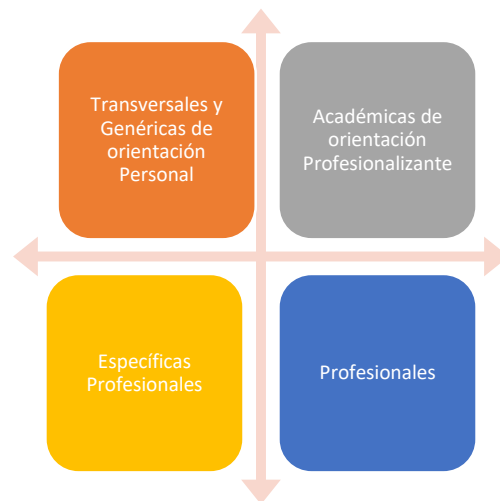 Transversales y
Genéricas de
orientación
Personal
Académicas de
orientación
Profesionalizante
Específicas
Profesionales
Profesionales